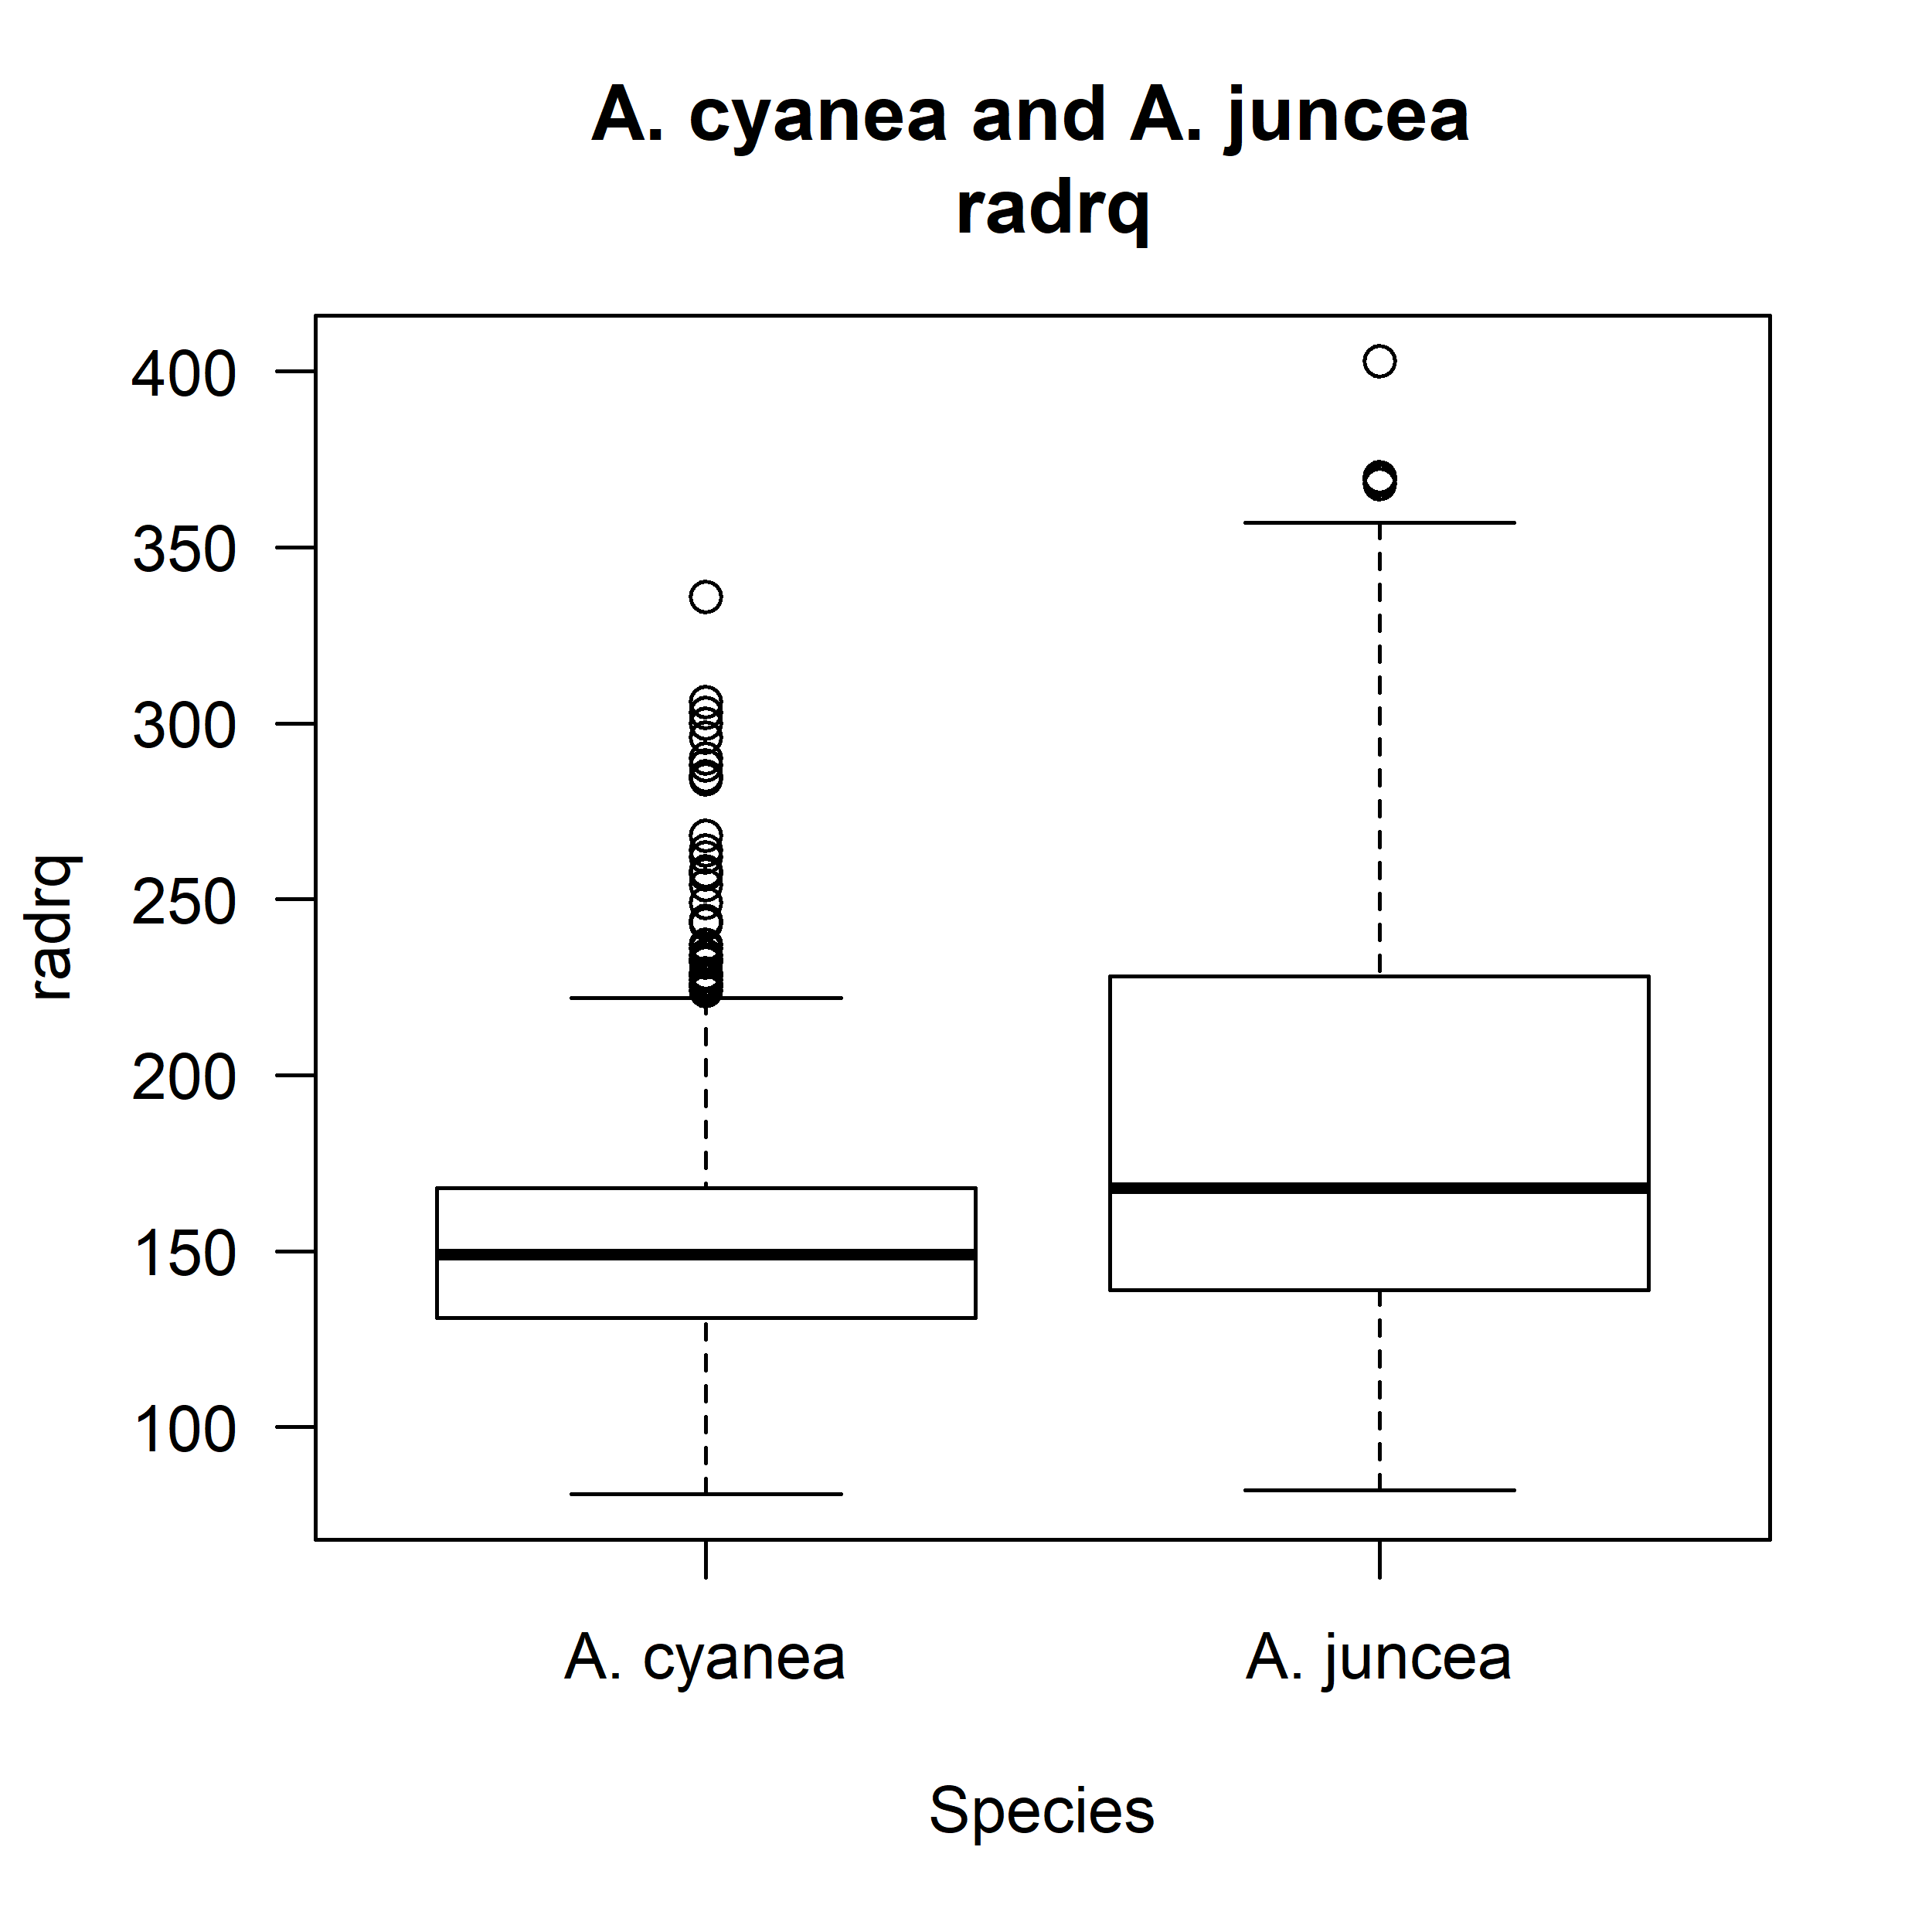 A. cyanea and A. juncea
radrq
400
350
300
250
200
150
100
radrq
A. cyanea
A. juncea
Species